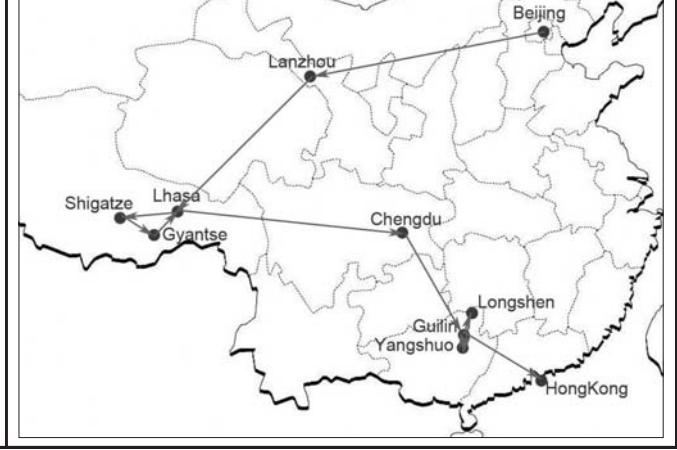 Beijing
Lanzhou
Lhasa
Shigatze
Gyantse
Chengdu
Longshen
Guilin
Yangshuo
HongKong